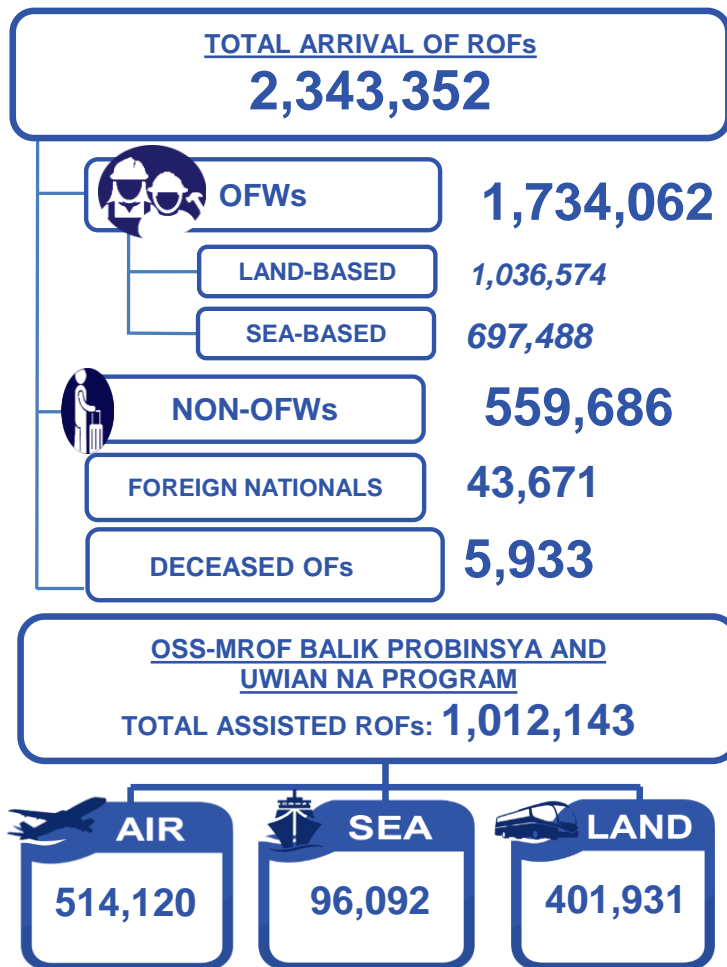 TOTAL ARRIVAL OF ROFs
2,343,352
OFWs 1,734,062
LAND-BASED 1,036,574
SEA-BASED 697,488
NON-OFWs 559,686
FOREIGN NATIONALS 43,671
DECEASED OFs 5,933
OSS-MROF BALIK PROBINSYA AND
UWIAN NA PROGRAM
TOTAL ASSISTED ROFs: 1,012,143
AIR SEA LAND
514,120 96,092 401,931